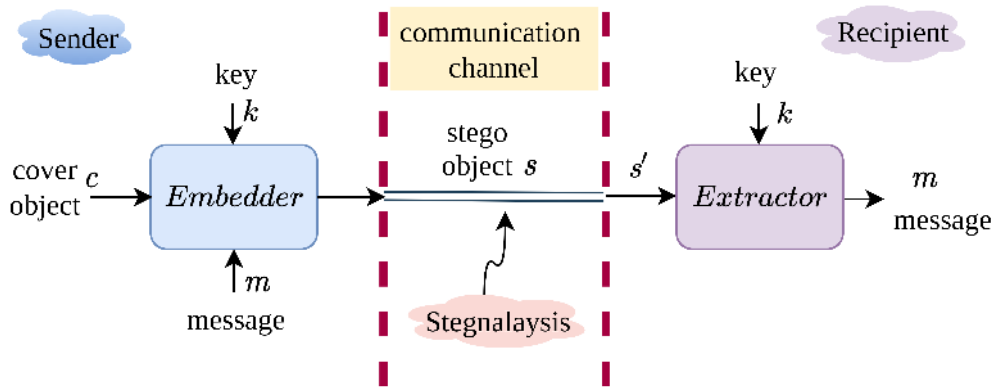 Sender
communication
channel
Recipient
key
k
key
k
stego
object s
s′
cover
object
c
Embedder
Extractor
m
message
m
message
Stegnalaysis